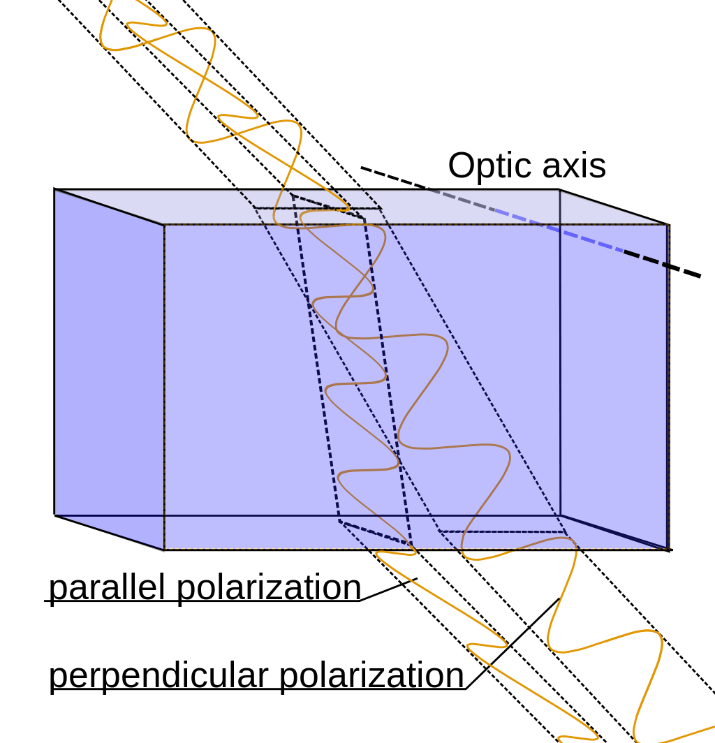 Optic axis
parallel polarization
perpendicular polarization